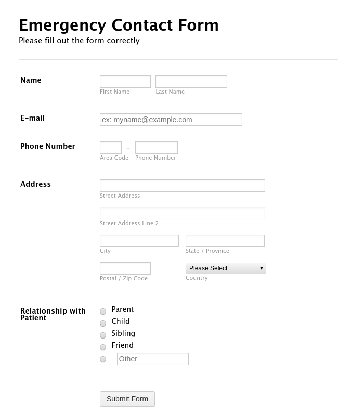 Emergency Contact Form
Please fill out the form correctly
Name
First Name Last Name
E-mail
ex: myname@example.com
Phone Number
-
Area Code Phone Number
Address
Street Address
Street Address Line 2
City State / Province
Please Select
Postal / Zip Code Country
Relationship with
Patient
Parent
Child
Sibling
Friend
Other
Submit Form